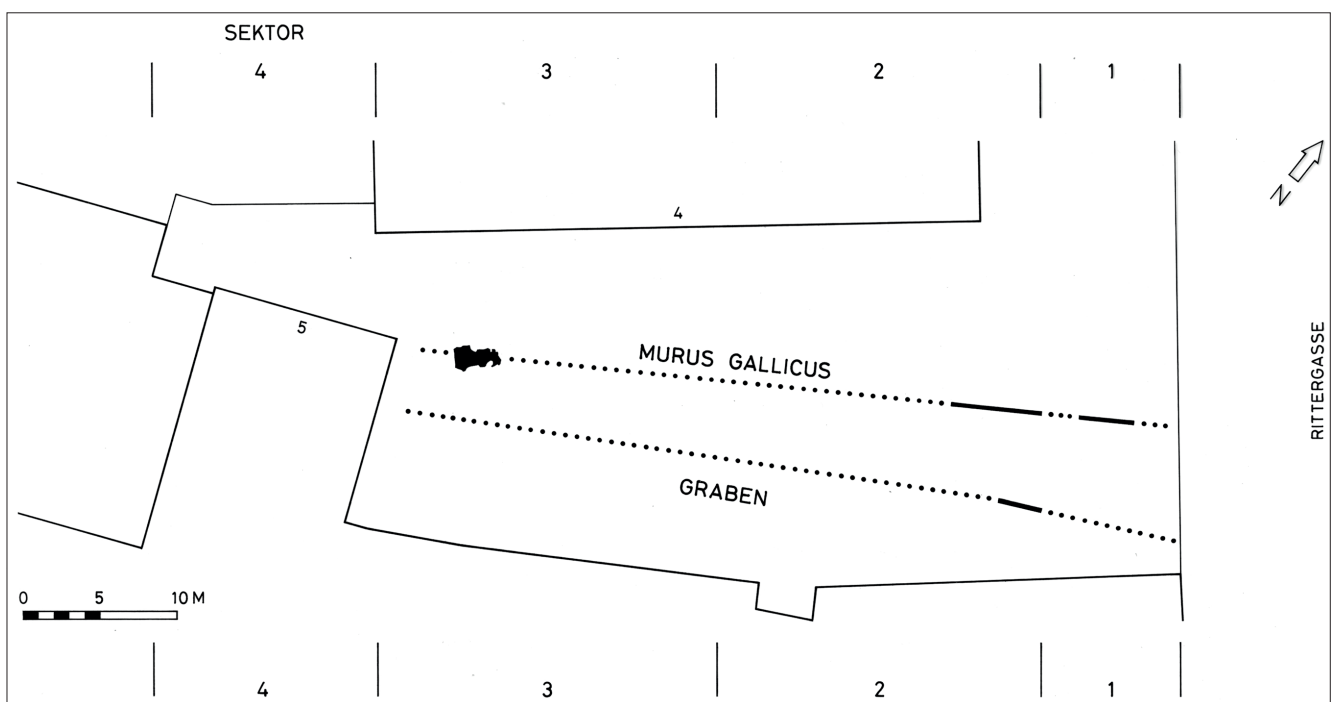 SEKTOR
4 3 2 1
4
N
5
MURUS GALLICUS
RITTERGASSE
GRABEN
0 5 10 M
4 3 2 1